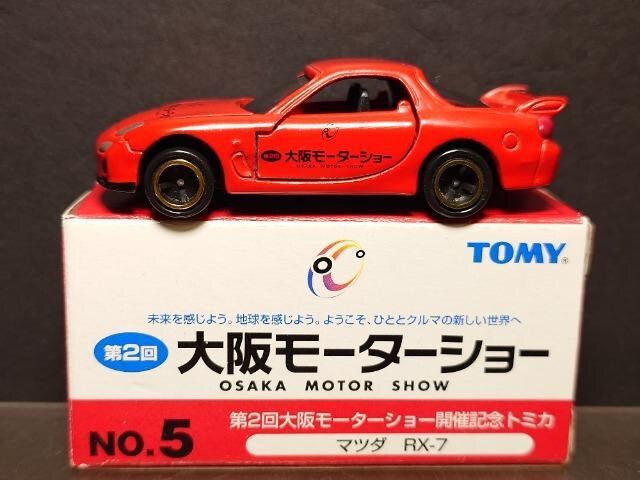 第2回 大阪モーターショー
OSAKA MOTOR SHOW
TOMY®
未来を感じよう。地球を感じよう。ようこそ、ひととクルマの新しい世界へ
第2回 大阪モーターショー
OSAKA MOTOR SHOW
NO.5 第2回大阪モーターショー開催記念トミカ
マツダ RX-7